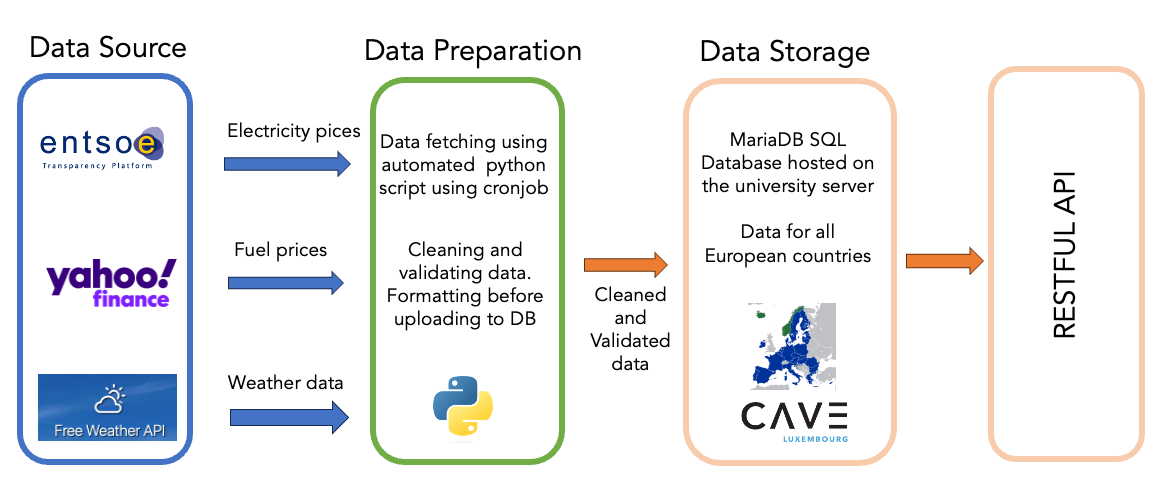 Data Source
entsoe
Transparency Platform
yahoo!
finance
Free Weather API
Electricity pices
Fuel prices
Weather data
Data Preparation
Data fetching using
automated python
script using cronjob
Cleaning and
validating data.
Formatting before
uploading to DB
Cleaned
and
Validated
data
Data Storage
MariaDB SQL
Database hosted on
the university server
Data for all
European countries
CAVE
LUXEMBOURG
RESTFUL API